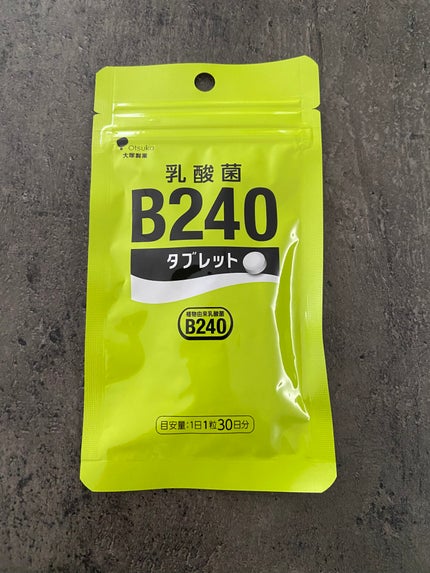 Otsuka
大塚製薬
乳酸菌
B240
タブレット
植物由来乳酸菌
B240
目安量:1日1粒30日分